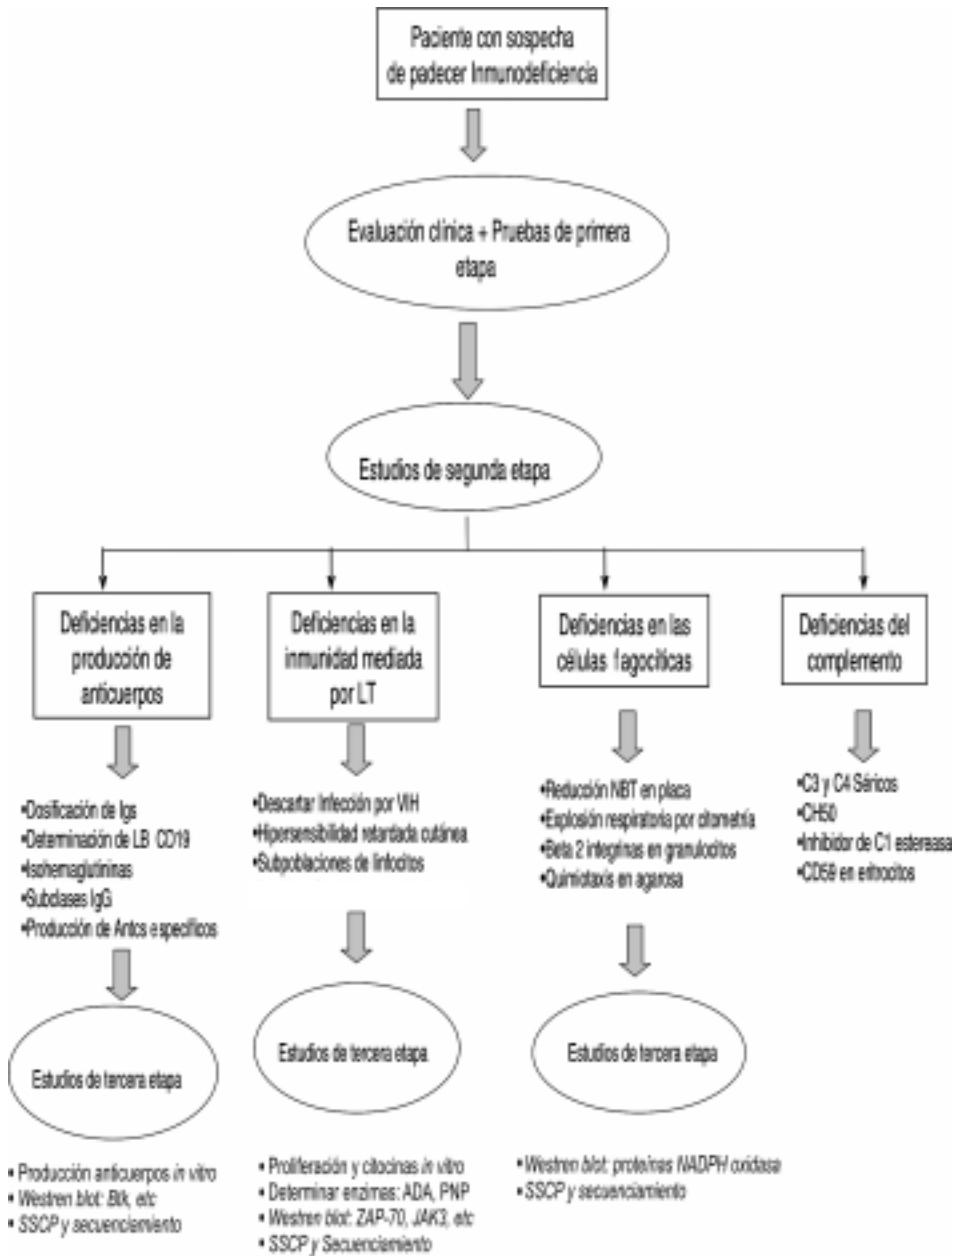 Paciente con sospecha
de padecer Inmunodeficiencia
Evaluación clínica + Pruebas de primera
etapa
Estudios de segunda etapa
Deficiencias en la
producción de
anticuerpos
•Dosificación de Igs
•Determinación de LB CD19
•Isohemaglutininas
•Subclases IgG
•Producción de Antcs específicos
Estudios de tercera etapa
▪ Producción anticuerpos in vitro
▪ Westren blot: Btk, etc
▪ SSCP y secuenciamiento
Deficiencias en la
inmunidad mediada
por LT
•Descartar Infección por VIH
•Hipersensibilidad retardada cutánea
•Subpoblaciones de linfocitos
Estudios de tercera etapa
▪ Proliferación y citocinas in vitro
▪ Determinar enzimas: ADA, PNP
▪ Westren blot: ZAP-70, JAK3, etc
▪ SSCP y Secuenciamiento
Deficiencias en las
células fagocíticas
•Reducción NBT en placa
•Explosión respiratoria por citometría
•Beta 2 integrinas en granulocitos
•Quimiotaxis en agarosa
Estudios de tercera etapa
▪ Westren blot: proteínas NADPH oxidasa
▪ SSCP y secuenciamiento
Deficiencias del
complemento
•C3 y C4 Séricos
•CH50
•Inhibidor de C1 estereasa
•CD59 en eritrocitos